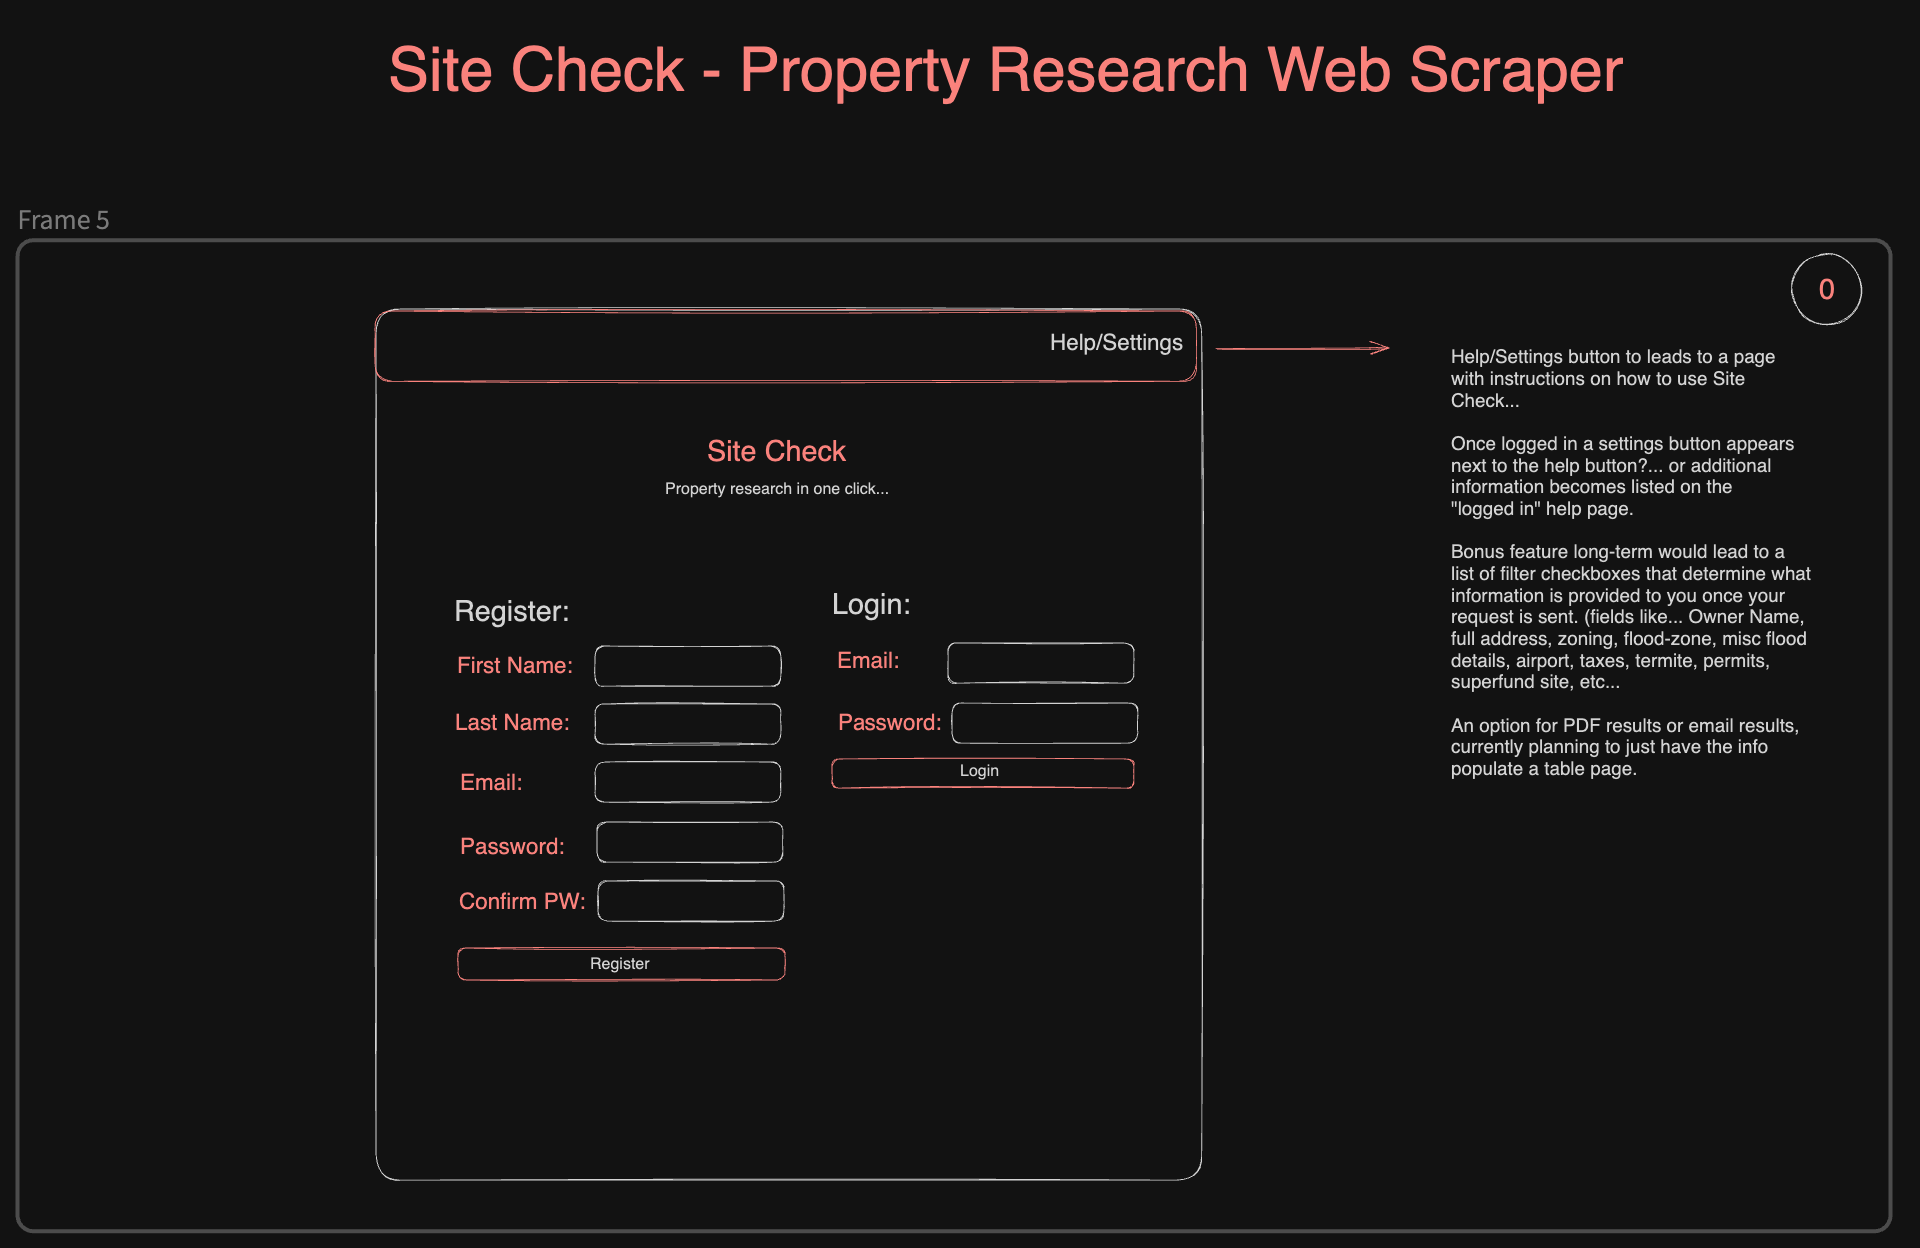 Site Check - Property Research Web Scraper
Frame 5
0
Help/Settings
Site Check
Property research in one click...
Register:
First Name:
Last Name:
Email:
Password:
Confirm PW:
Register
Login:
Email:
Password:
Login
Help/Settings button to leads to a page
with instructions on how to use Site
Check...
Once logged in a settings button appears
next to the help button?... or additional
information becomes listed on the
"logged in" help page.
Bonus feature long-term would lead to a
list of filter checkboxes that determine what
information is provided to you once your
request is sent. (fields like... Owner Name,
full address, zoning, flood-zone, misc flood
details, airport, taxes, termite, permits,
superfund site, etc...
An option for PDF results or email results,
currently planning to just have the info
populate a table page.